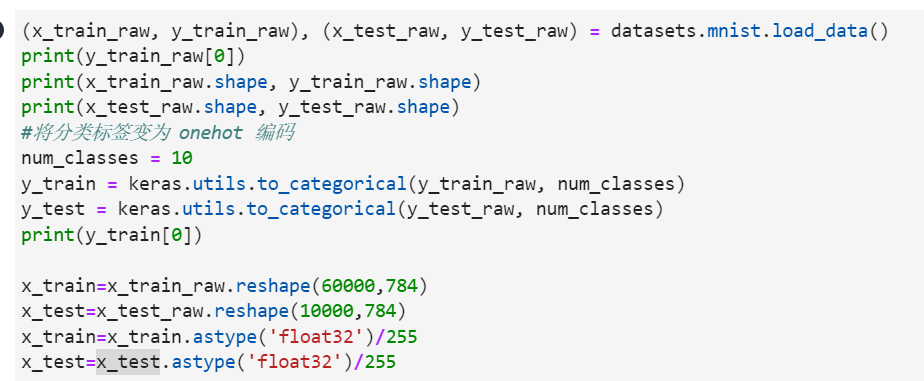 (x_train_raw, y_train_raw), (x_test_raw, y_test_raw) = datasets.mnist.load_data()
print(y_train_raw[0])
print(x_train_raw.shape, y_train_raw.shape)
print(x_test_raw.shape, y_test_raw.shape)
#将分类标签变为 onehot 编码
num_classes = 10
y_train = keras.utils.to_categorical(y_train_raw, num_classes)
y_test = keras.utils.to_categorical(y_test_raw, num_classes)
print(y_train[0])
x_train=x_train_raw.reshape(60000,784)
x_test=x_test_raw.reshape(10000,784)
x_train=x_train.astype('float32')/255
x_test=x_test.astype('float32')/255